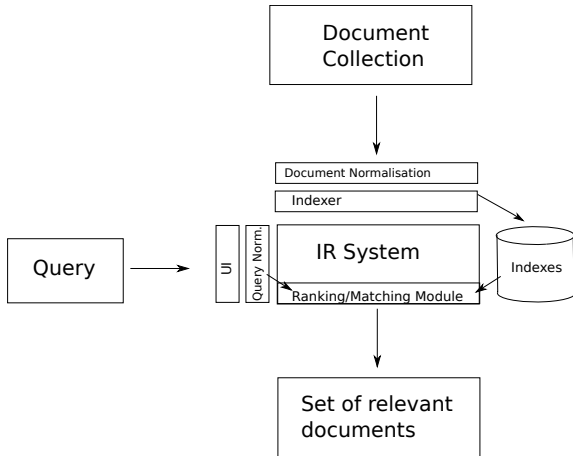 Document
Collection
Document Normalisation
Indexer
Query
UI
Query Norm.
IR System
Ranking/Matching Module
Indexes
Set of relevant
documents